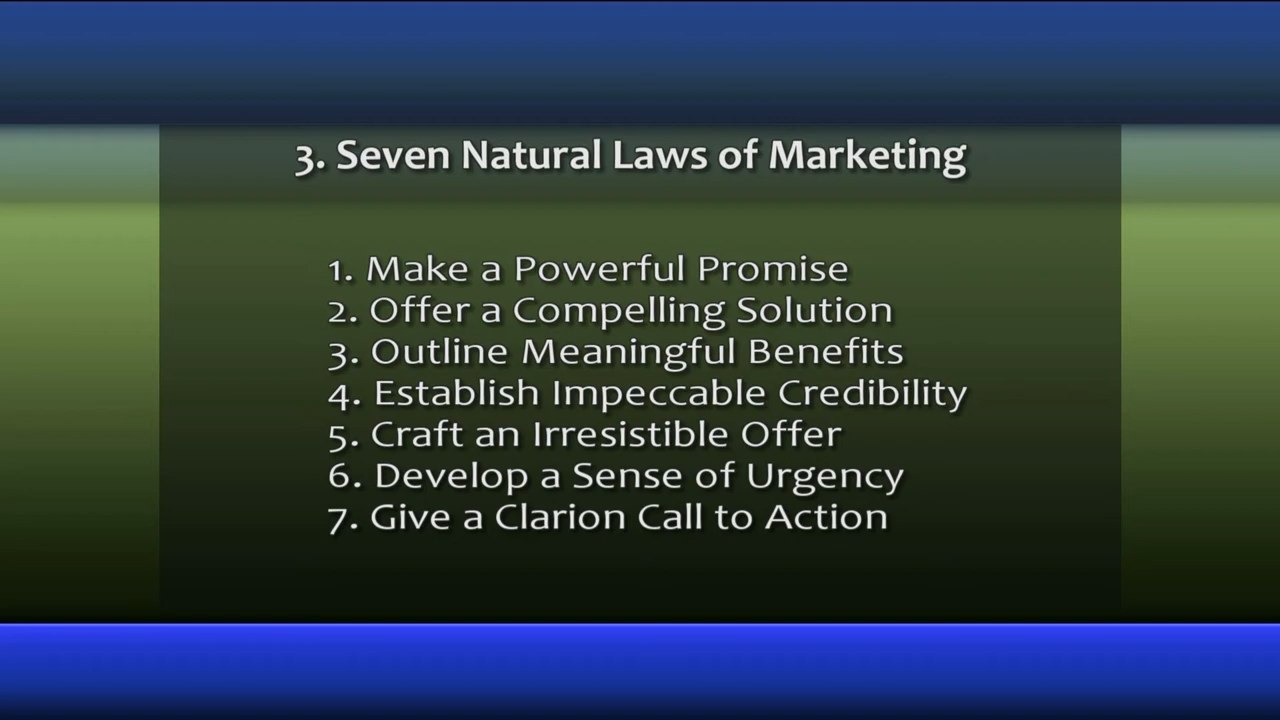 3. Seven Natural Laws of Marketing
1. Make a Powerful Promise
2. Offer a Compelling Solution
3. Outline Meaningful Benefits
4. Establish Impeccable Credibility
5. Craft an Irresistible Offer
6. Develop a Sense of Urgency
7. Give a Clarion Call to Action